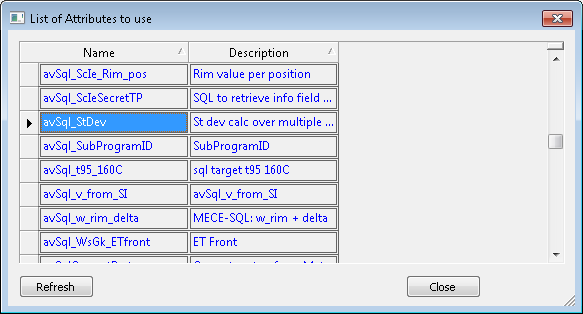 List of Attributes to use
Name Description
avSql_ScIe_Rim_pos Rim value per position
avSql_ScIeSecretTP SQL to retrieve info field ...
avSql_StDev St dev calc over multiple ...
avSql_SubProgramID SubProgramID
avSql_t95_160C sql target t95 160C
avSql_v_from_SI avSql_v_from_SI
avSql_w_rim_delta MECE-SQL: w_rim + delta
avSql_WsGk_ETfront ET Front
Refresh Close